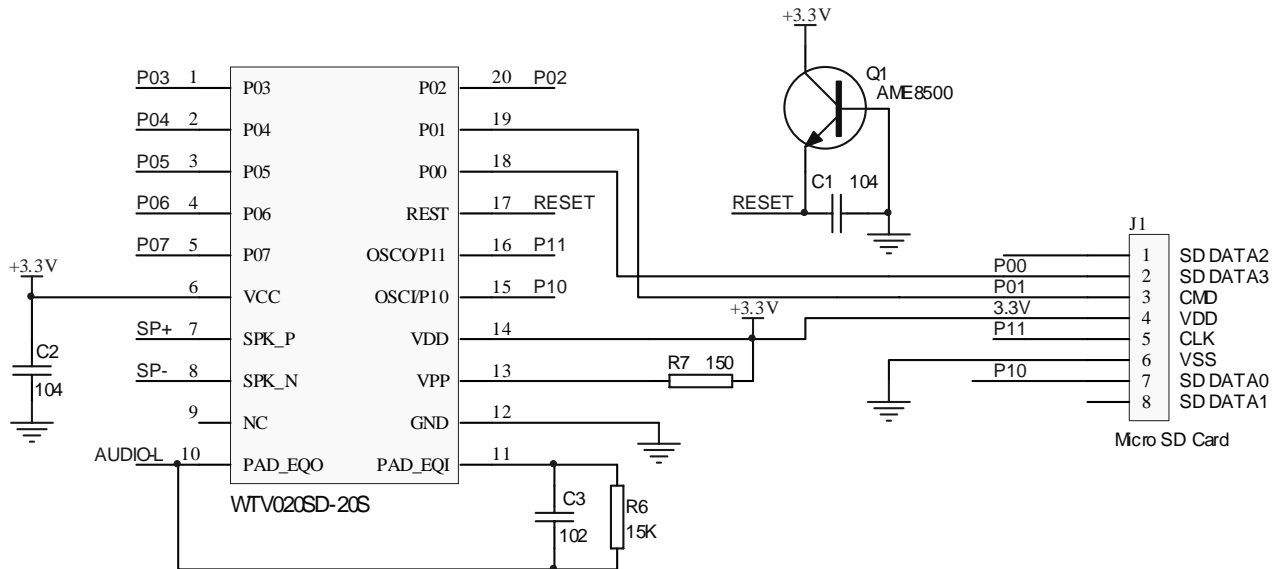 +3.3V
Q1
AME8500
C1 104
RESET
P03 1 P03 P02 20 P02
P04 2 P04 P01 19
P05 3 P05 P00 18
P06 4 P06 REST 17 RESET
P07 5 P07 OSCO/P11 16 P11
+3.3V
6 VCC OSCI/P10 15 P10
SP+ 7 SPK_P VDD 14
SP- 8 SPK_N VPP 13
9 NC GND 12
AUDIO-L 10 PAD_EQO PAD_EQI 11
WTV020SD-20S
C2
104
+3.3V
R7 150
C3
102
R6
15K
J1
1 SD DATA2
P00 2 SD DATA3
P01 3 CMD
3.3V 4 VDD
P11 5 CLK
6 VSS
P10 7 SD DATA0
8 SD DATA1
Micro SD Card